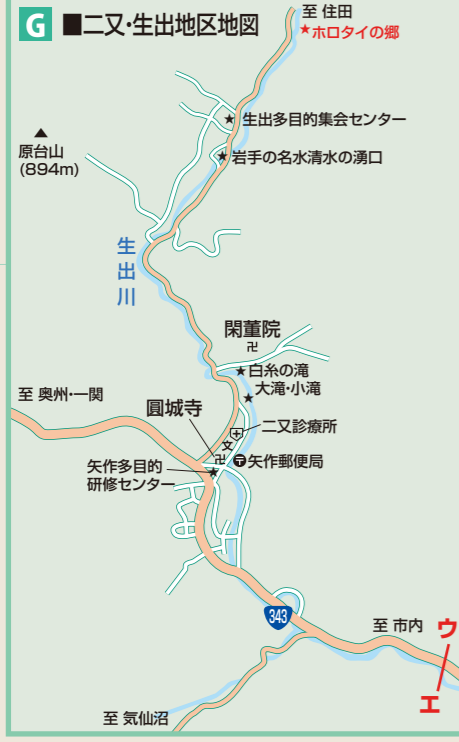 G ■二又・生出地区地図
至 住田
★ホロタイの郷
★生出多目的集会センター
▲
原台山
(894m)
★岩手の名水清水の湧口
生出川
閑董院
卍
★白糸の滝
大滝・小滝
★
至 奥州・一関
圓城寺
卍
二又診療所
文
〒矢作郵便局
矢作多目的
研修センター
★
343
至 市内
ウ
エ
至 気仙沼